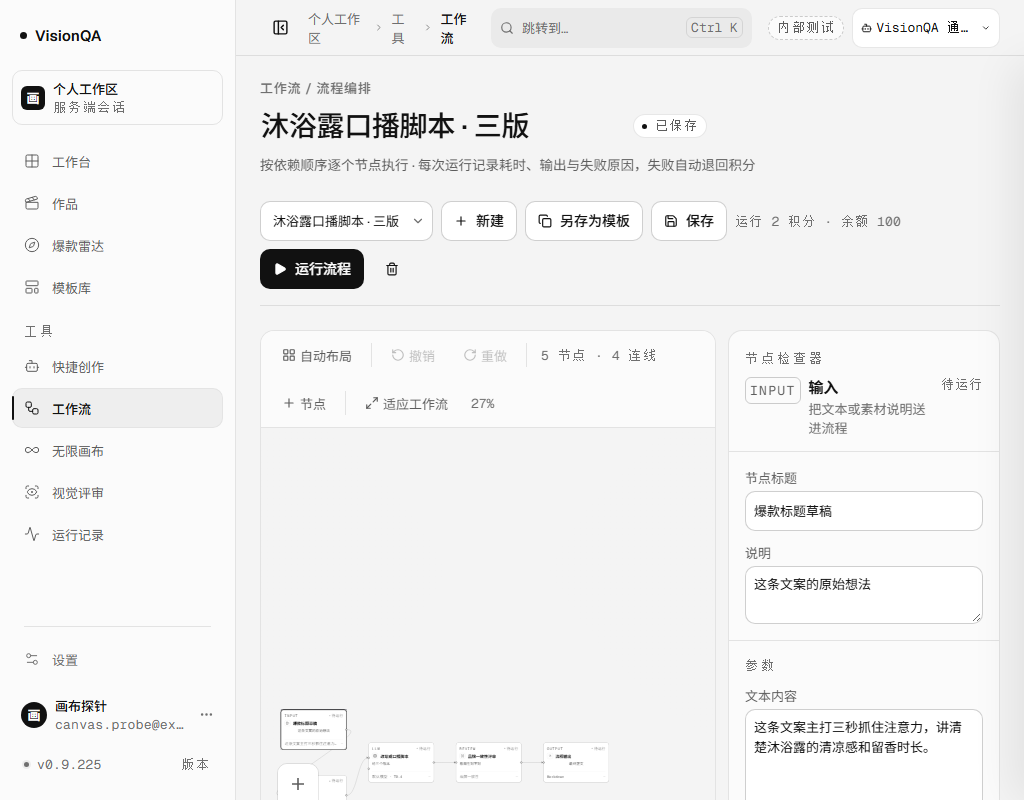 VisionQA
画
个人工作区
服务端会话
工作台
作品
爆款雷达
模板库
工具
快捷创作
工作流
无限画布
视觉评审
运行记录
设置
画
画布探针
canvas.probe@ex…
v0.9.225
版本
个人工作
区
工
具
工作
流
跳转到…
Ctrl K
内部测试
VisionQA 通…
工作流 / 流程编排
沐浴露口播脚本 · 三版
已保存
按依赖顺序逐个节点执行 · 每次运行记录耗时、输出与失败原因，失败自动退回积分
沐浴露口播脚本 · 三版
新建
另存为模板
保存
运行 2 积分 · 余额 100
运行流程
自动布局
撤销
重做
5 节点 · 4 连线
节点
适应工作流
27%
INPUT
OUTPUT
节点检查器
INPUT
输入
待运行
把文本或素材说明送
进流程
节点标题
爆款标题草稿
说明
这条文案的原始想法
参数
文本内容
这条文案主打三秒抓住注意力，讲清
楚沐浴露的清凉感和留香时长。